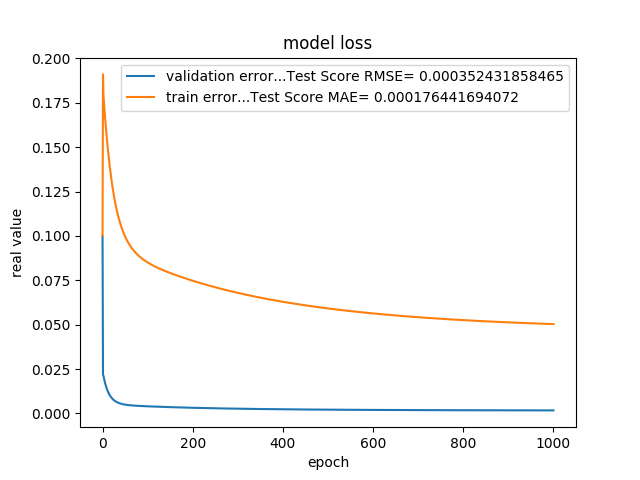 model loss
validation error...Test Score RMSE= 0.000352431858465
train error...Test Score MAE= 0.000176441694072
0.200
0.175
0.150
0.125
0.100
0.075
0.050
0.025
0.000
real value
0 200 400 600 800 1000
epoch